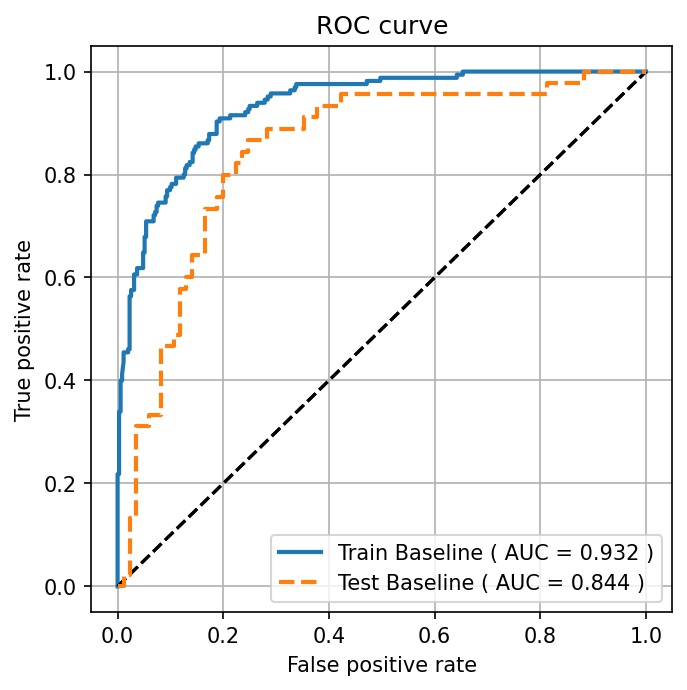 ROC curve
True positive rate
1.0
0.8
0.6
0.4
0.2
0.0
Train Baseline ( AUC = 0.932 )
Test Baseline ( AUC = 0.844 )
0.0 0.2 0.4 0.6 0.8 1.0
False positive rate